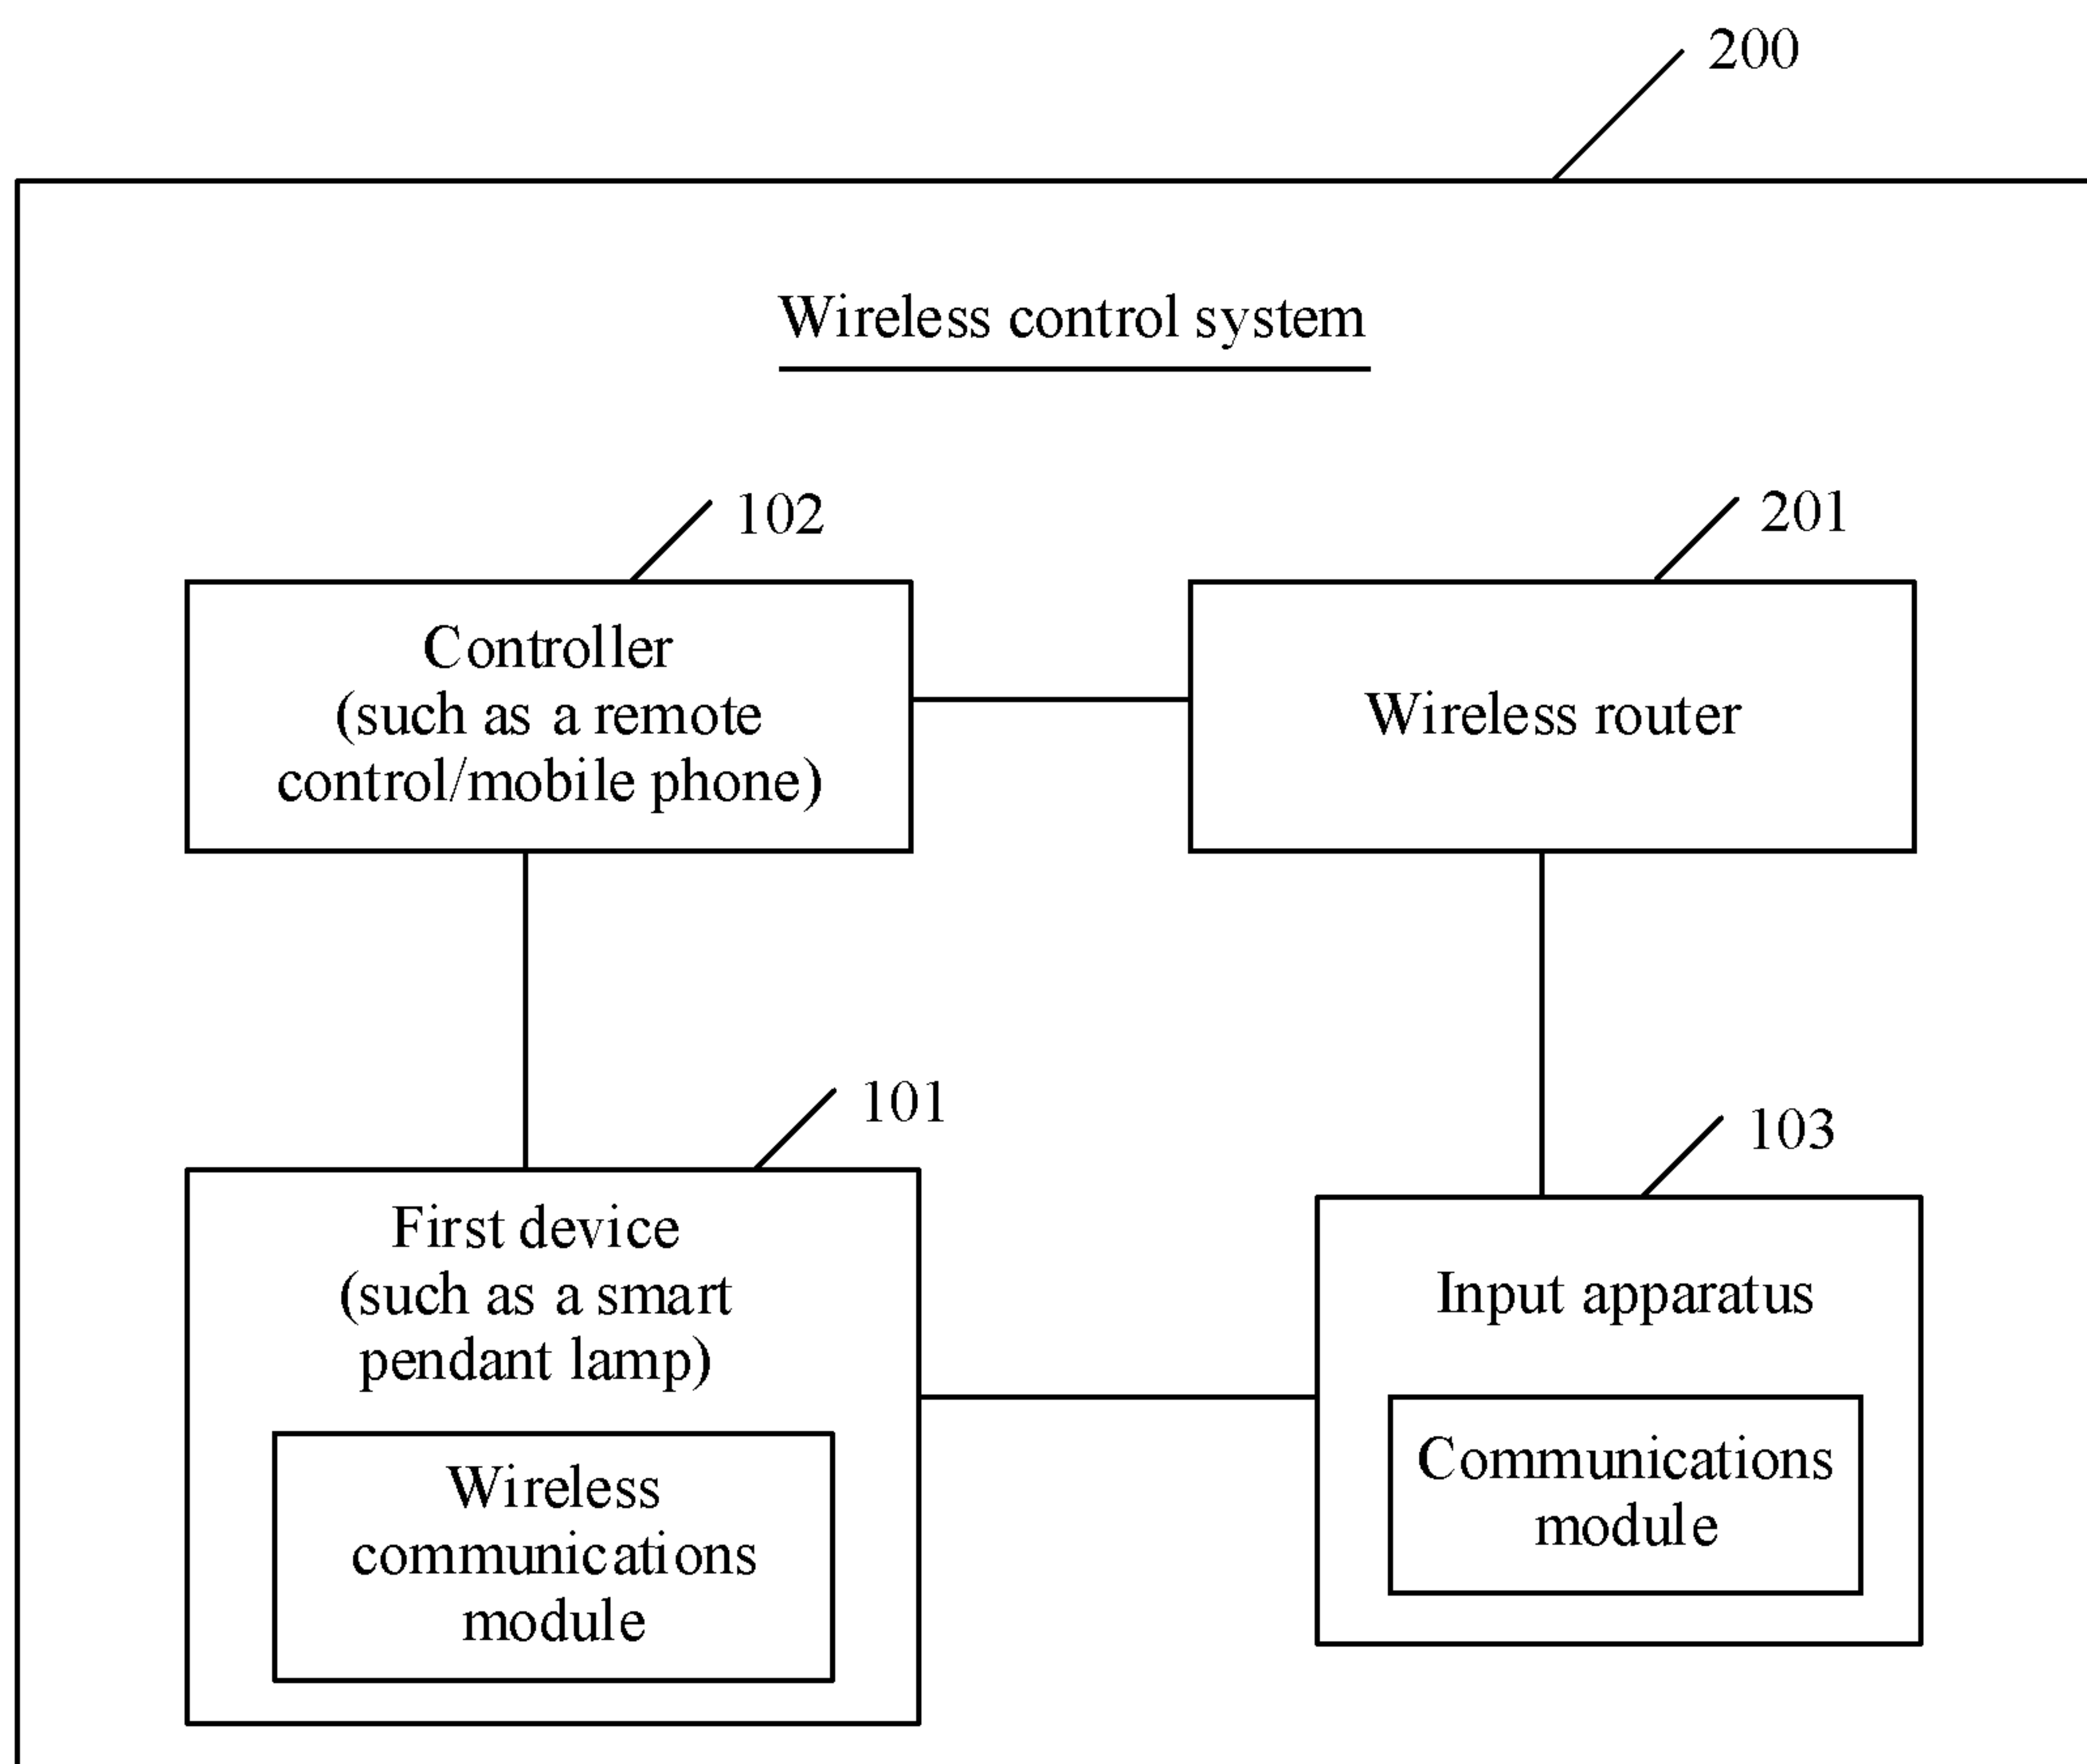 200
Wireless control system
102
201
Controller
(such as a remote
control/mobile phone)
Wireless router
101
103
First device
(such as a smart
pendant lamp)
Wireless
communications
module
Input apparatus
Communications
module